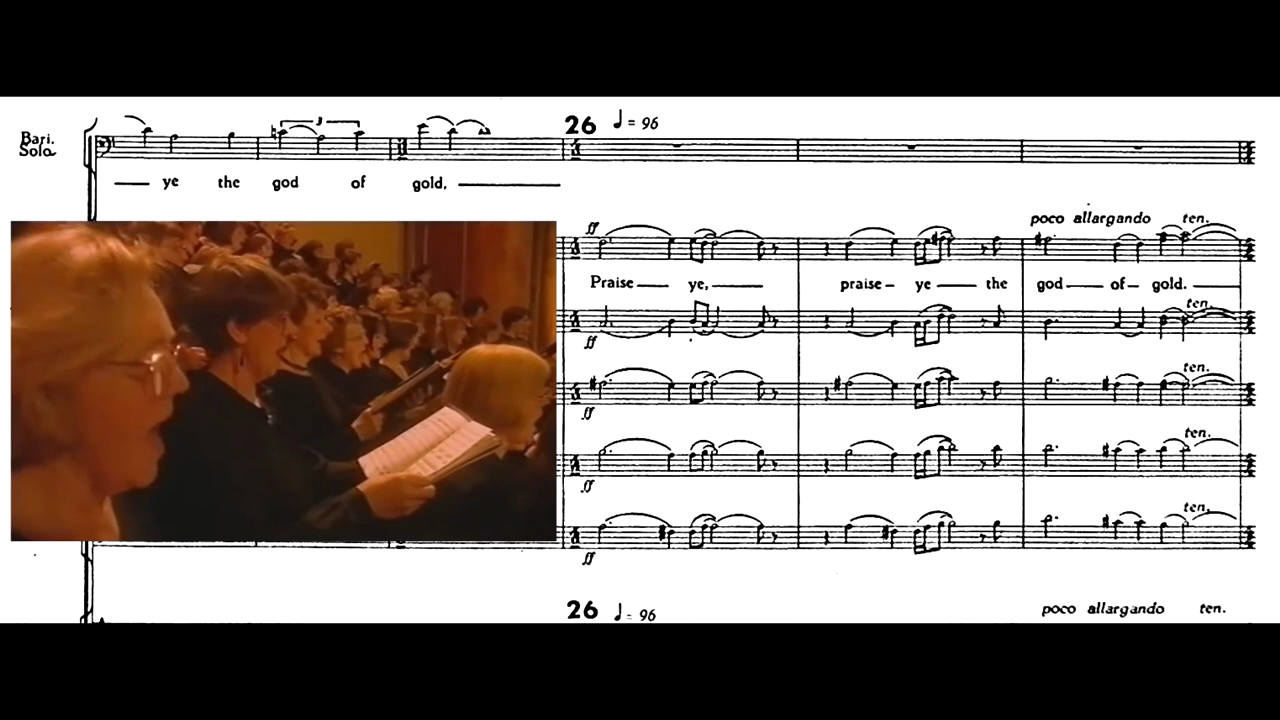 26 ♩ = 96
Bari.
Solo
ye the god of gold,
poco allargando ten.
ff
Praise ye, praise ye the god of gold.
ten.
ff
ten.
ff
ten.
ff
ten.
ff
26 ♩ = 96 poco allargando ten.